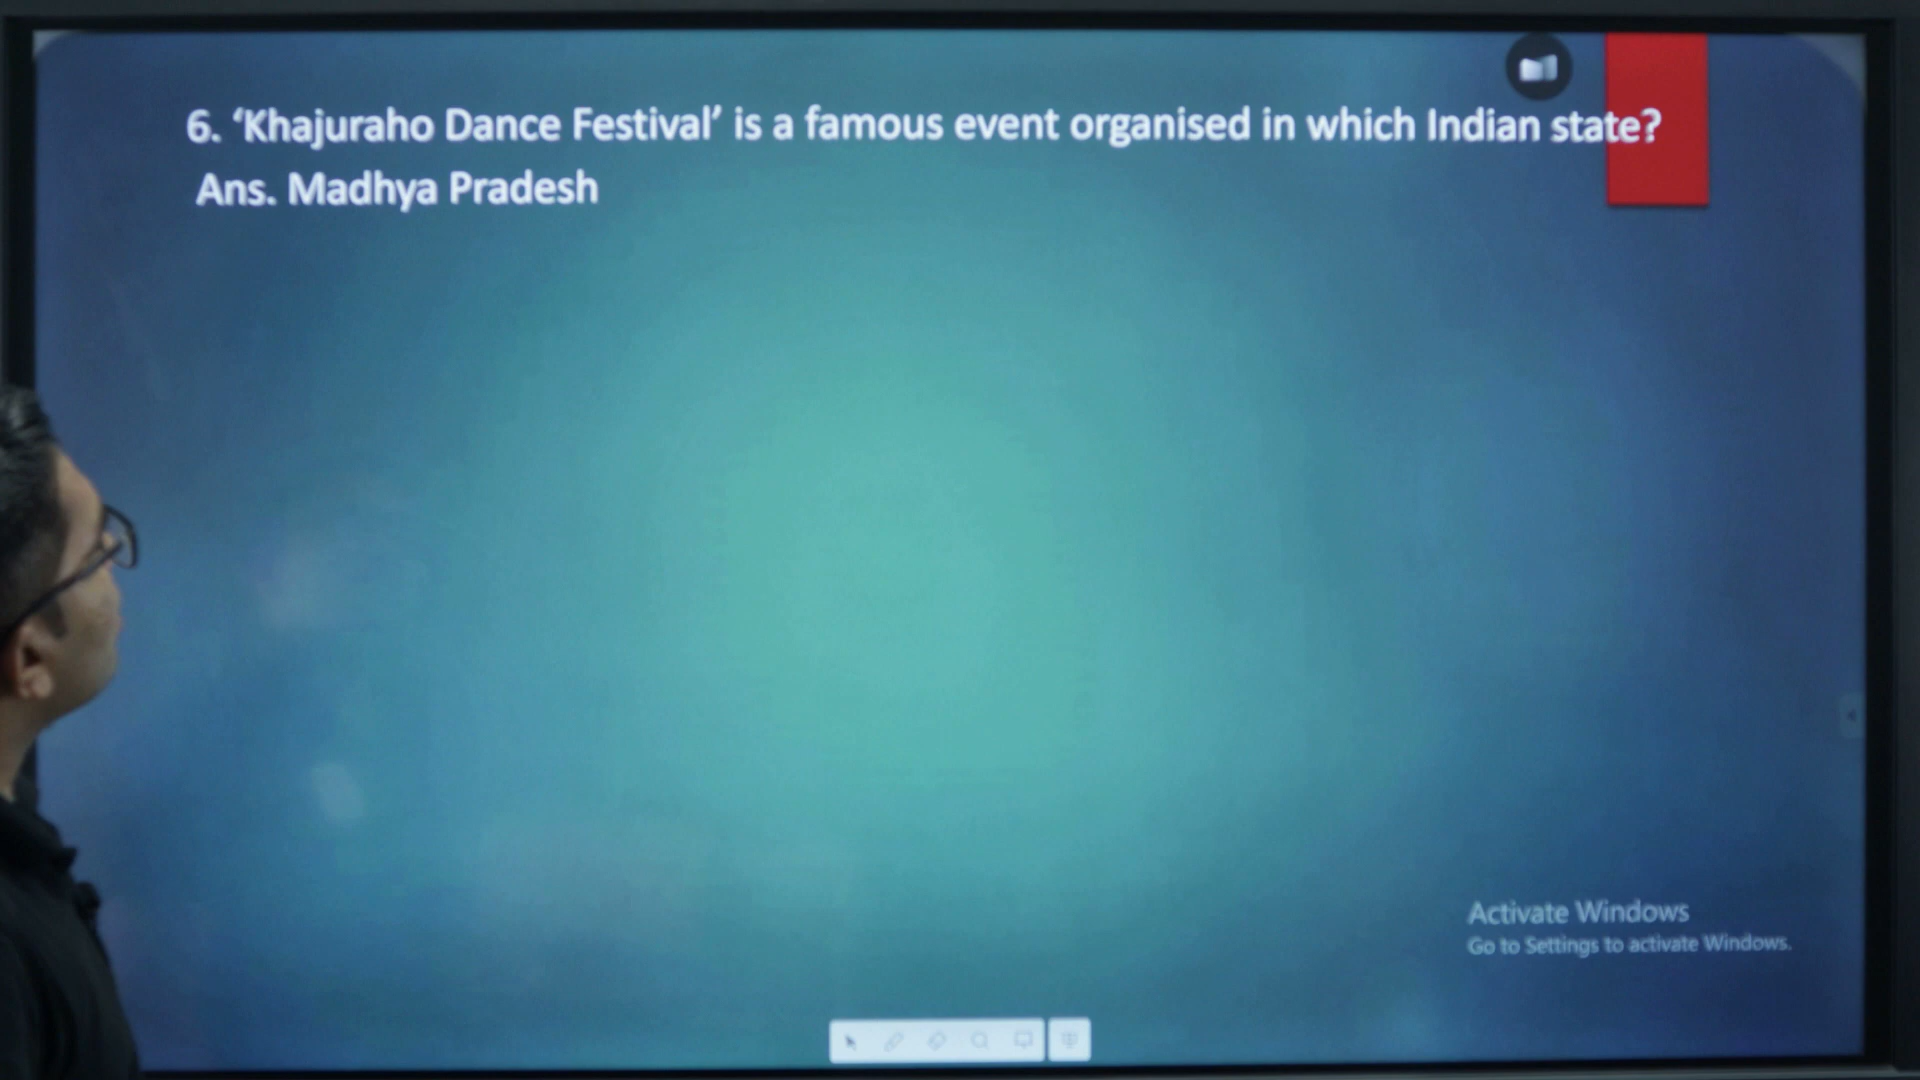 6. ‘Khajuraho Dance Festival’ is a famous event organised in which Indian state?
Ans. Madhya Pradesh
Activate Windows
Go to Settings to activate Windows.